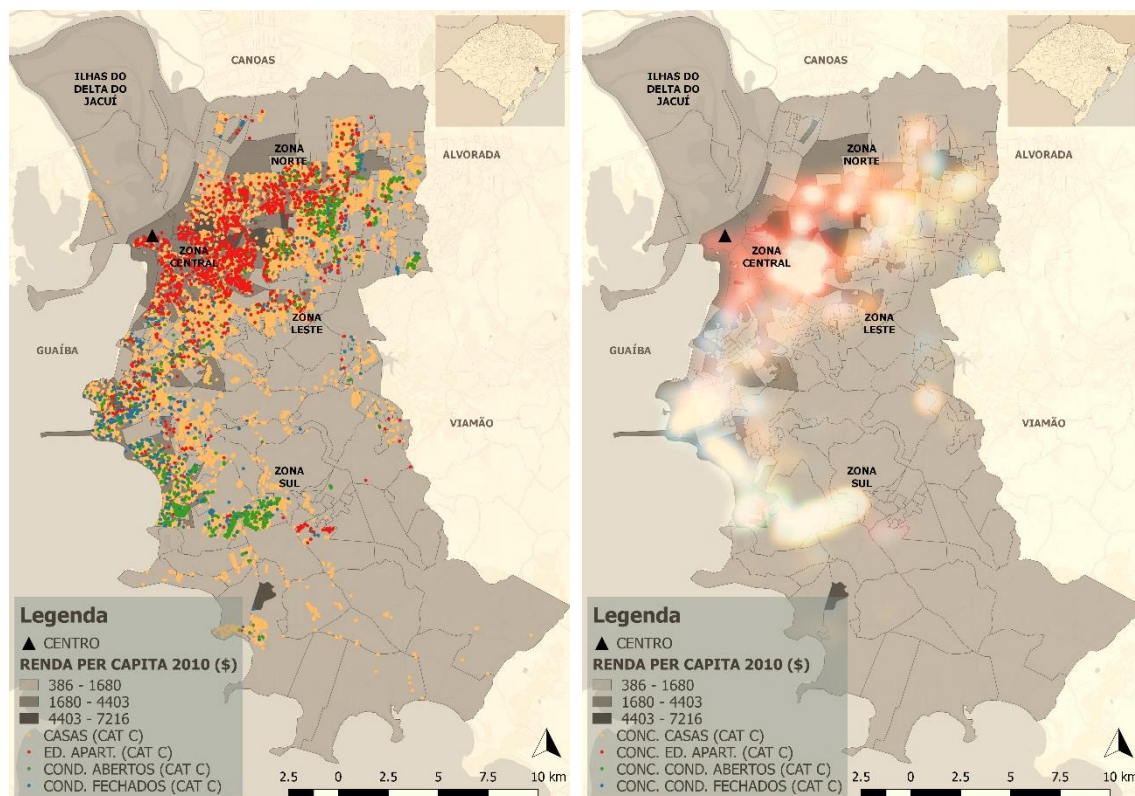 CANOAS
ILHAS DO
DELTA DO
JACUÍ
ZONA
NORTE
ALVORADA
ZONA
CENTRAL
ZONA
LESTE
GUAÍBA
VIAMÃO
ZONA
SUL
Legenda
CENTRO
RENDA PER CAPITA 2010 ($)
386 - 1680
1680 - 4403
4403 - 7216
CASAS (CAT C)
ED. APART. (CAT C)
COND. ABERTOS (CAT C)
COND. FECHADOS (CAT C)
2.5 0 2.5 5 7.5 10 km
CANOAS
ILHAS DO
DELTA DO
JACUÍ
ZONA
NORTE
ALVORADA
ZONA
CENTRAL
ZONA
LESTE
GUAÍBA
VIAMÃO
ZONA
SUL
Legenda
CENTRO
RENDA PER CAPITA 2010 ($)
386 - 1680
1680 - 4403
4403 - 7216
CONC. CASAS (CAT C)
CONC. ED. APART. (CAT C)
CONC. COND. ABERTOS (CAT C)
CONC. COND. FECHADOS (CAT C)
2.5 0 2.5 5 7.5 10 km